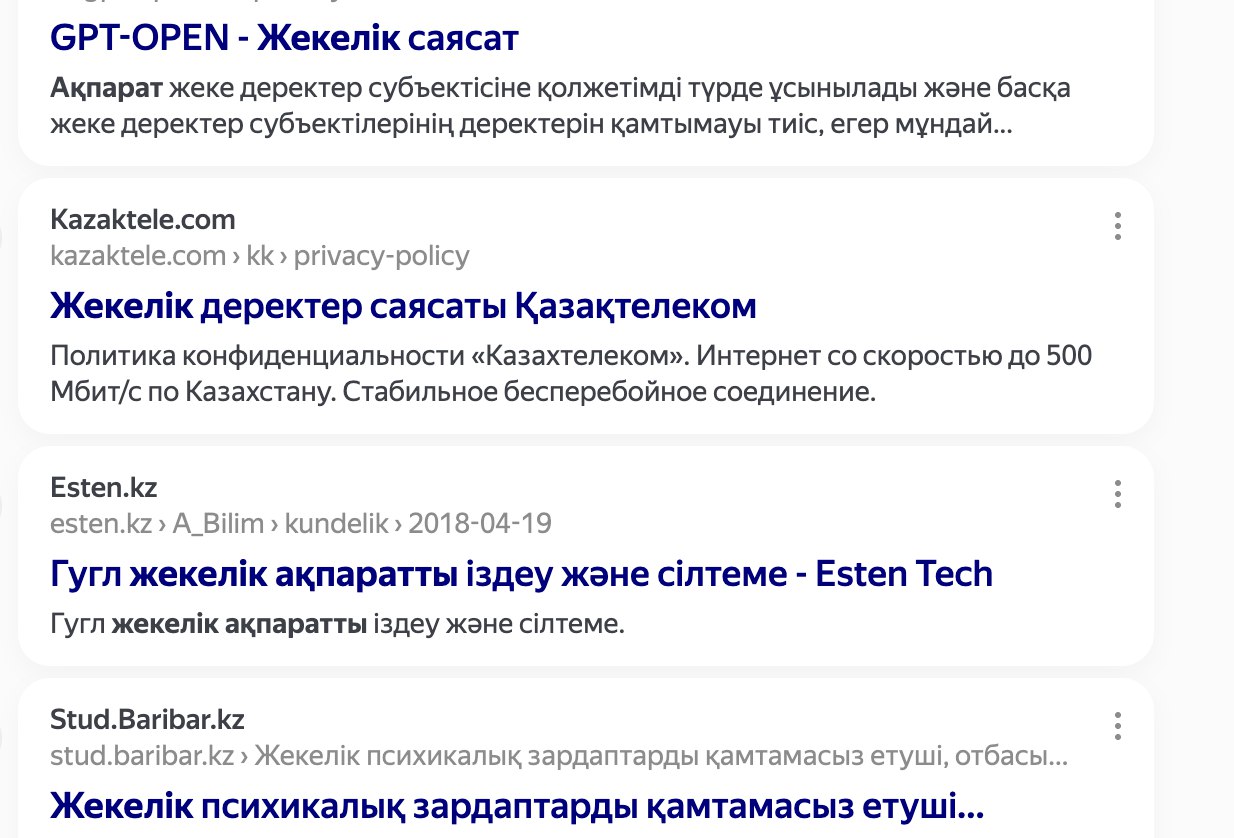 GPT-OPEN - Жекелік саясат
Ақпарат жеке деректер субъектісіне қолжетімді түрде ұсынылады және басқа
жеке деректер субъектілерінің деректерін қамтымауы тиіс, егер мұндай...
Kazaktele.com
kazaktele.com › kk › privacy-policy
Жекелік деректер саясаты Қазақтелеком
Политика конфиденциальности «Казахтелеком». Интернет со скоростью до 500
Мбит/с по Казахстану. Стабильное бесперебойное соединение.
Esten.kz
esten.kz › A_Bilim › kundelik › 2018-04-19
Гугл жекелік ақпаратты іздеу және сілтеме - Esten Tech
Гугл жекелік ақпаратты іздеу және сілтеме.
Stud.Baribar.kz
stud.baribar.kz › Жекелік психикалық зардаптарды қамтамасыз етуші, отбасы...
Жекелік психикалық зардаптарды қамтамасыз етуші...